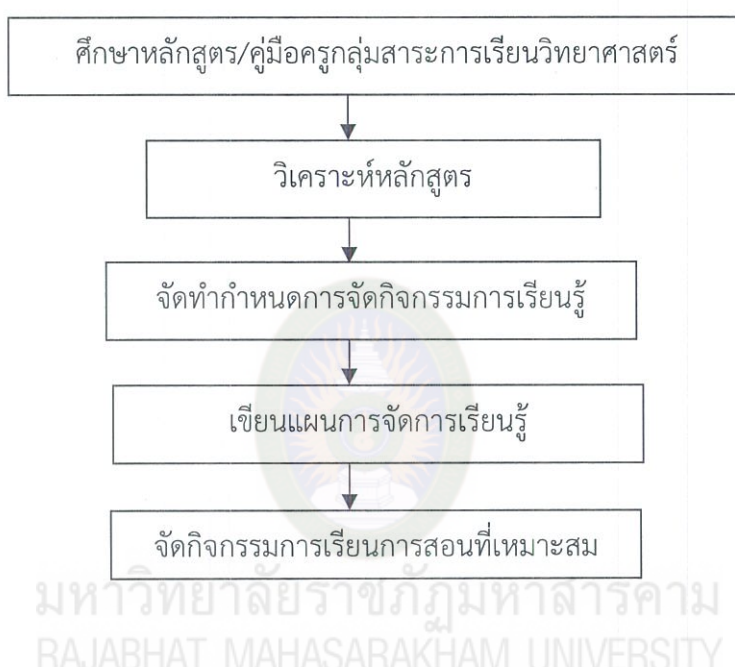 ศึกษาหลักสูตร/คู่มือครูกลุ่มสาระการเรียนวิทยาศาสตร์
วิเคราะห์หลักสูตร
จัดทำกำหนดการจัดกิจกรรมการเรียนรู้
เขียนแผนการจัดการเรียนรู้
จัดกิจกรรมการเรียนการสอนที่เหมาะสม
มหาวิทยาลัยราชภัฏมหาสารคาม
RAJABHAT MAHASARAKHAM UNIVERSITY